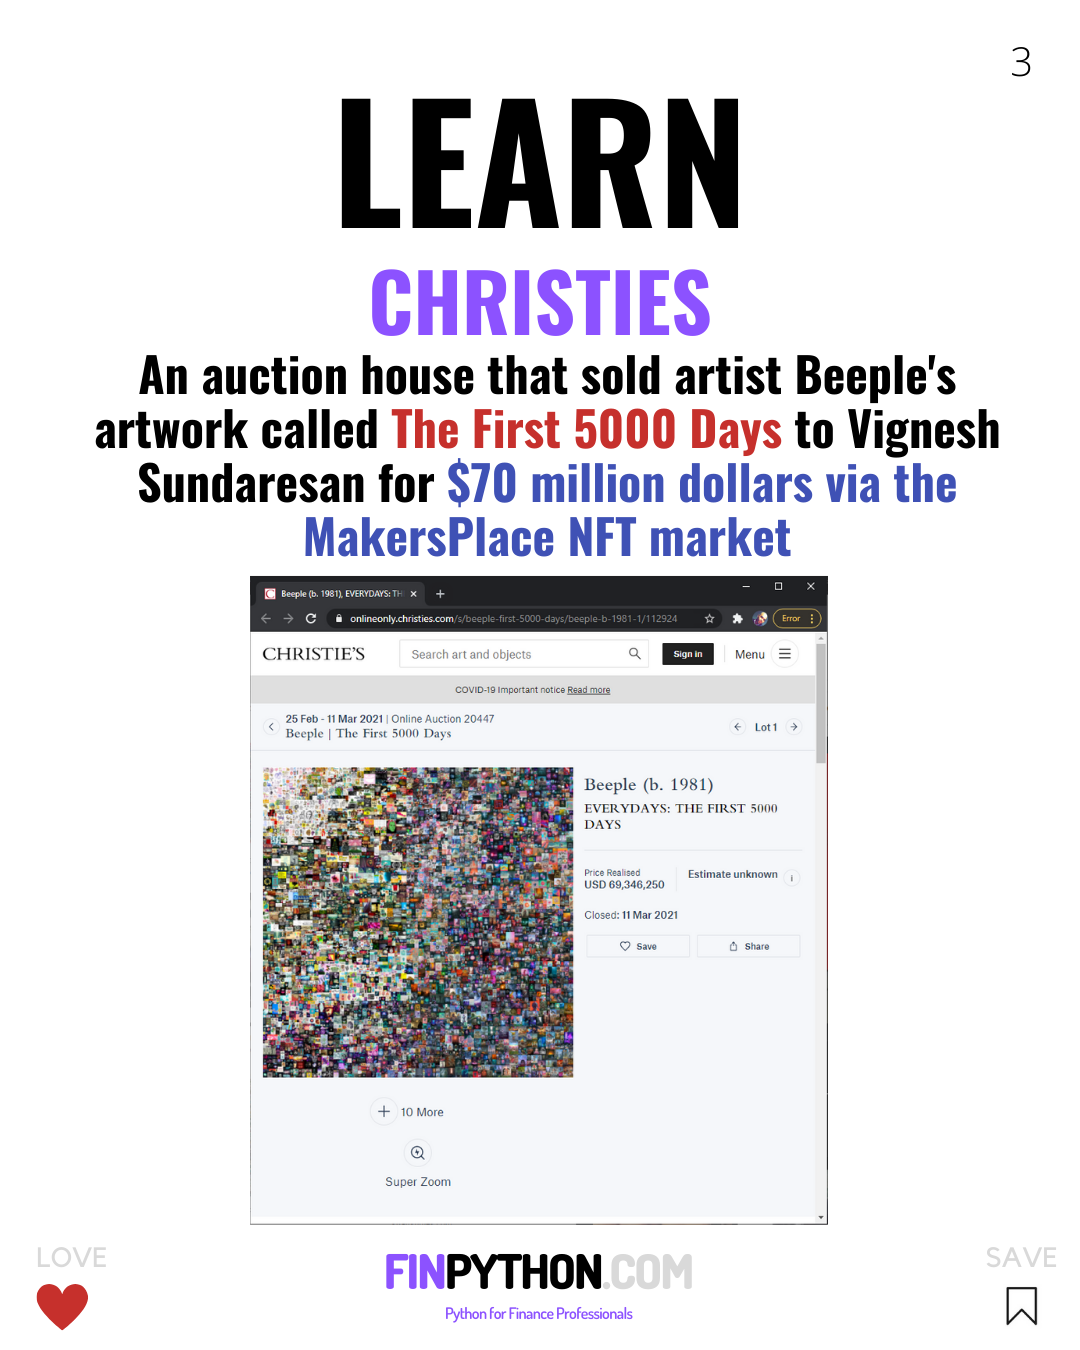 3
LEARN
CHRISTIES
An auction house that sold artist Beeple's
artwork called The First 5000 Days to Vignesh
Sundaresan for $70 million dollars via the
MakersPlace NFT market
Beeple (b. 1981), EVERYDAYS: TH
onlineonly.christies.com/s/beeple-first-5000-days/beeple-b-1981-1/112924
Error
CHRISTIE'S
Search art and objects
Sign in
Menu
COVID-19 Important notice Read more
25 Feb - 11 Mar 2021 | Online Auction 20447
Beeple | The First 5000 Days
Lot 1
Beeple (b. 1981)
EVERYDAYS: THE FIRST 5000
DAYS
Price Realised
USD 69,346,250
Estimate unknown
i
Closed: 11 Mar 2021
Save
Share
10 More
Super Zoom
LOVE
FINPYTHON.COM
Python for Finance Professionals
SAVE